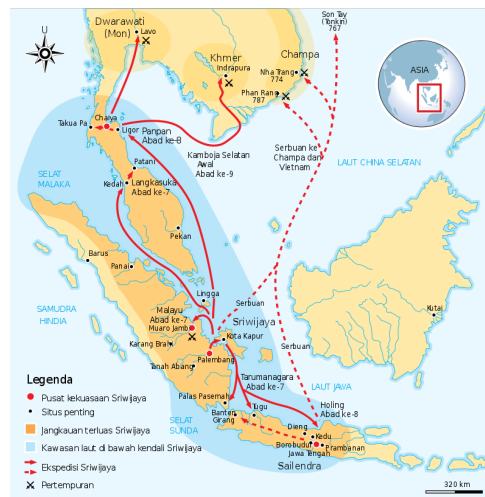 U
Son Tay
(Tonkin)
767
Dwarawati
(Mon)
Lavo
Khmer
Indrapura
Champa
Nha Trang
774
Phan Rang
787
ASIA
Chaiya
Takua Pa
Ligor
Panpan
Abad ke-8
Kamboja Selatan
Awal
Abad ke-9
Serbuan ke
Champa dan
Vietnam
LAUT CHINA SELATAN
SELAT
MALAKA
Patani
Kedah
Langkasuka
Abad ke-7
Pekan
Barus
Panai
SAMUDRA
HINDIA
Lingga
Serbuan
Malayu
Abad ke-7
Muaro Jambi
Sriwijaya
Kota Kapur
Karang Brahi
Palembang
Tanah Abang
Serbuan
Kutai
Tarumanagara
Abad ke-7
LAUT JAWA
Palas Pasemah
Holing
Abad ke-8
Banten
Girang
Tugu
SELAT
SUNDA
Dieng
Kedu
Borobudur
Prambanan
Jawa Tengah
Sailendra
Legenda
Pusat kekuasaan Sriwijaya
Situs penting
Jangkauan terluas Sriwijaya
Kawasan laut di bawah kendali Sriwijaya
Ekspedisi Sriwijaya
Pertempuran
320 km